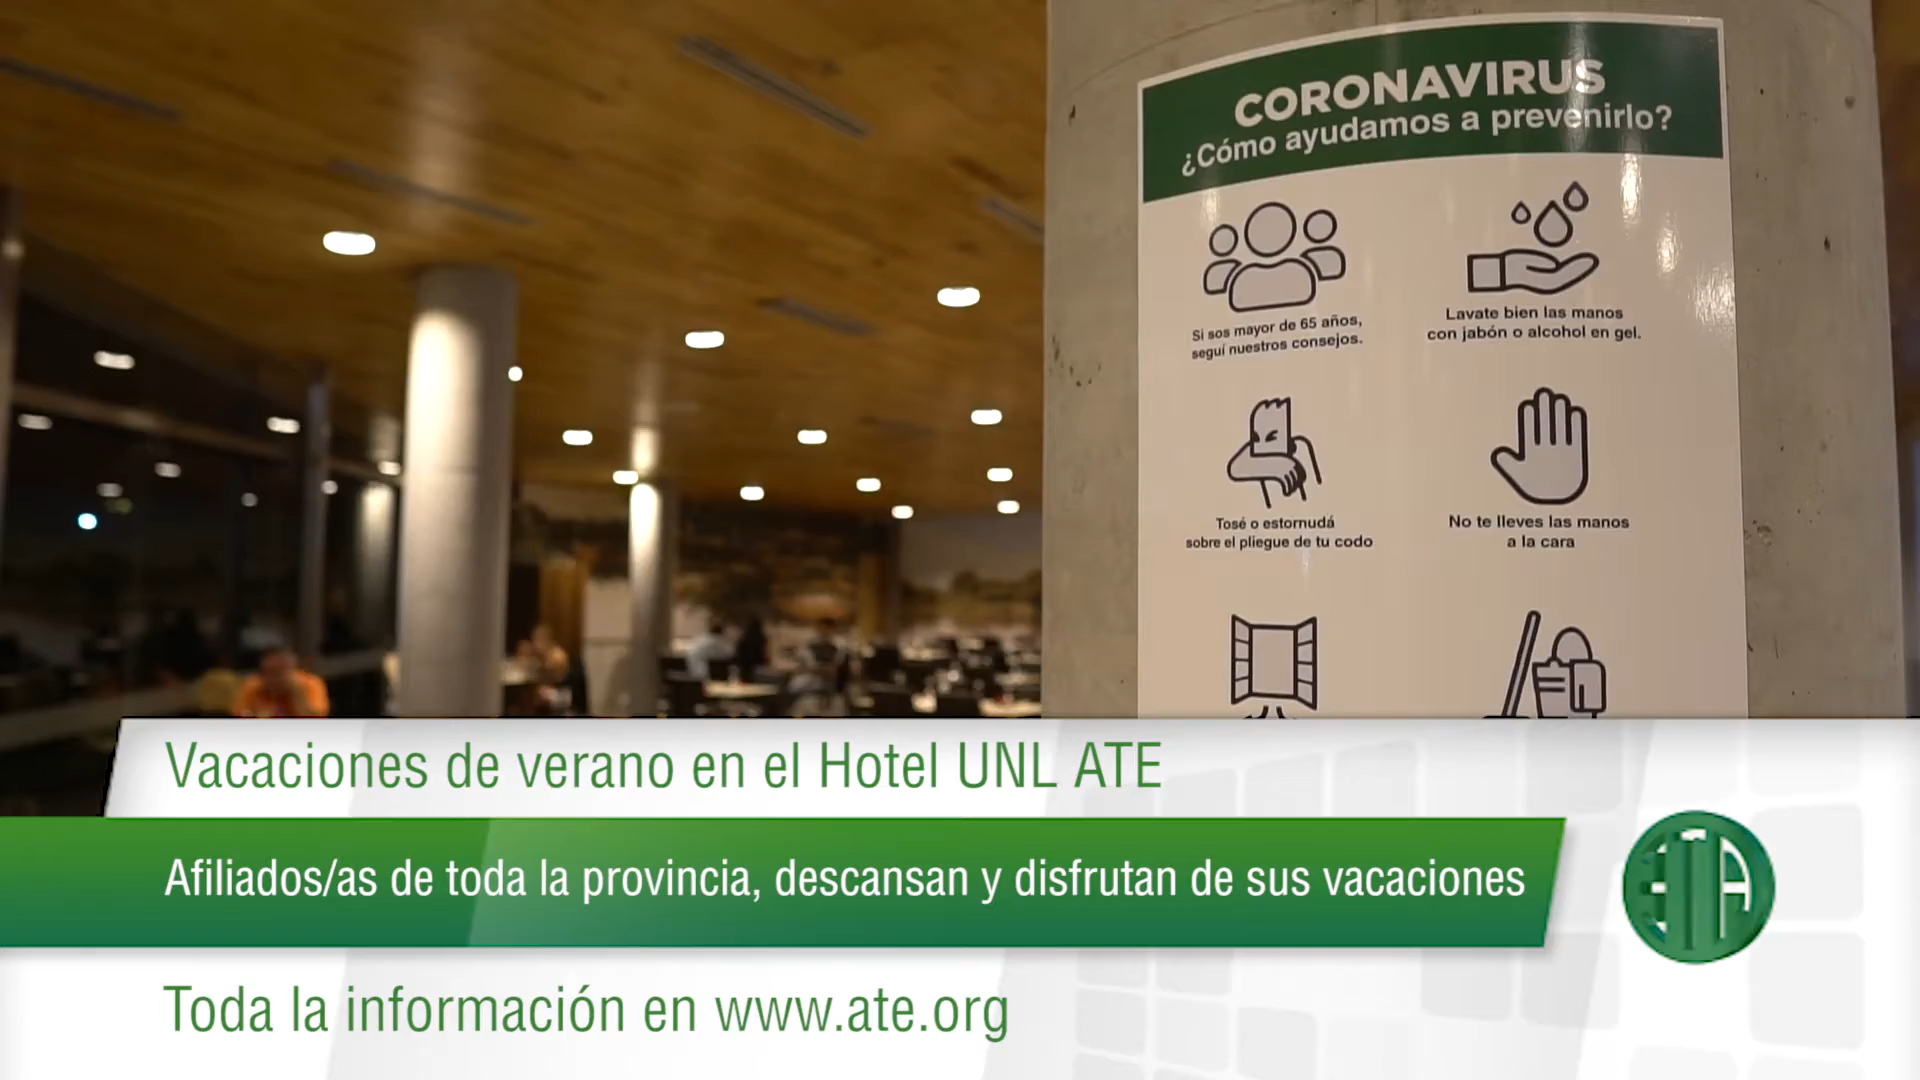 CORONAVIRUS
¿Cómo ayudamos a prevenirlo?
Si sos mayor de 65 años,
seguí nuestros consejos.
Lavate bien las manos
con jabón o alcohol en gel.
Tosé o estornudá
sobre el pliegue de tu codo
No te lleves las manos
a la cara
Vacaciones de verano en el Hotel UNL ATE
Afiliados/as de toda la provincia, descansan y disfrutan de sus vacaciones
Toda la información en www.ate.org